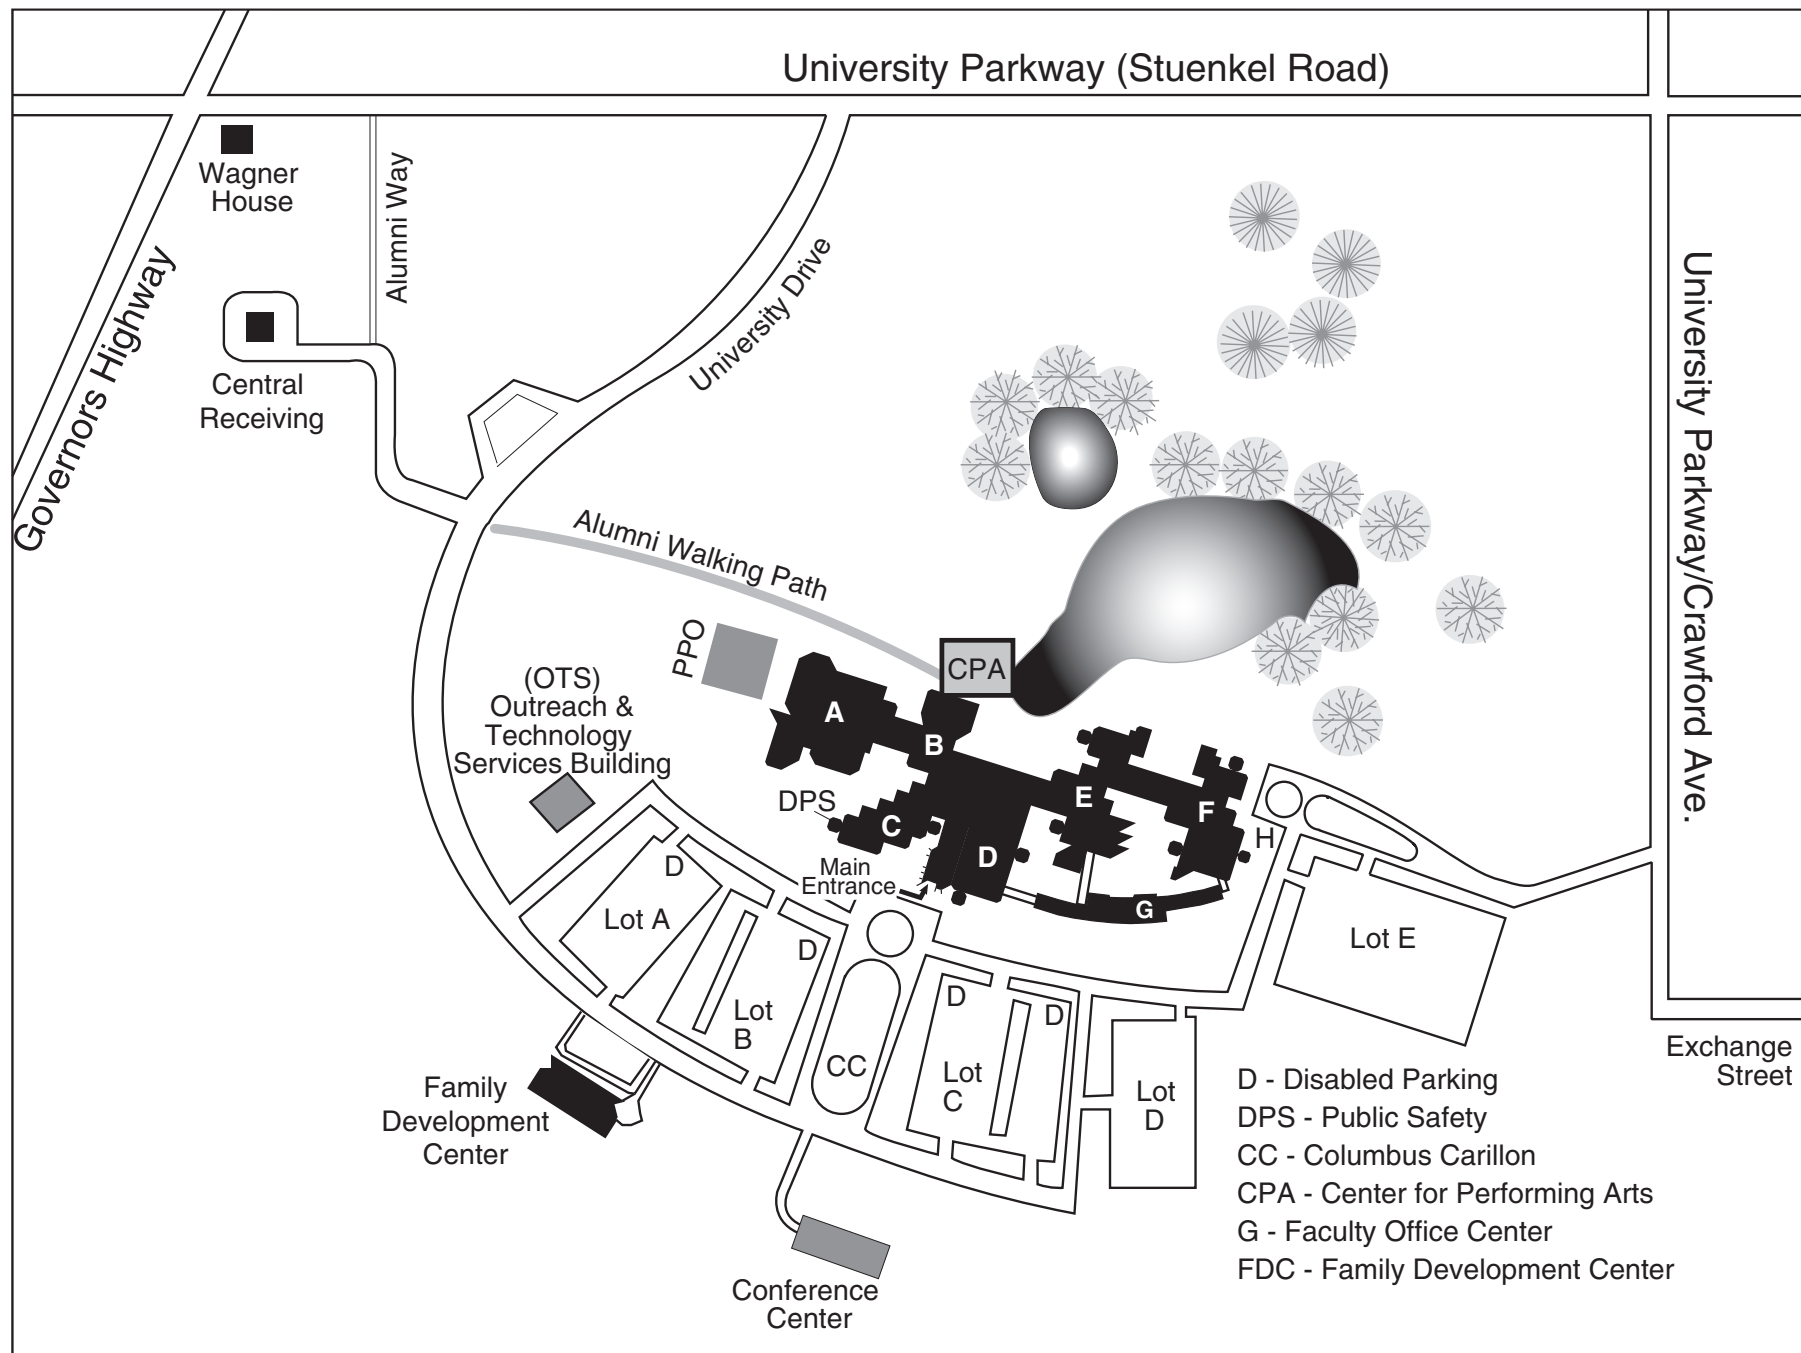 University Parkway (Stuenkel Road)
Wagner
House
Alumni Way
Governors Highway
University Drive
Central
Receiving
University Parkway/Crawford Ave.
Alumni Walking Path
PPO
CPA
(OTS)
Outreach &
Technology
Services Building
A
B
E
F
DPS
C
D
H
Main
Entrance
G
D
Lot A
D
Lot
B
CC
D
D
Lot
C
Lot
D
Lot E
Exchange
Street
Family
Development
Center
Conference
Center
D - Disabled Parking
DPS - Public Safety
CC - Columbus Carillon
CPA - Center for Performing Arts
G - Faculty Office Center
FDC - Family Development Center